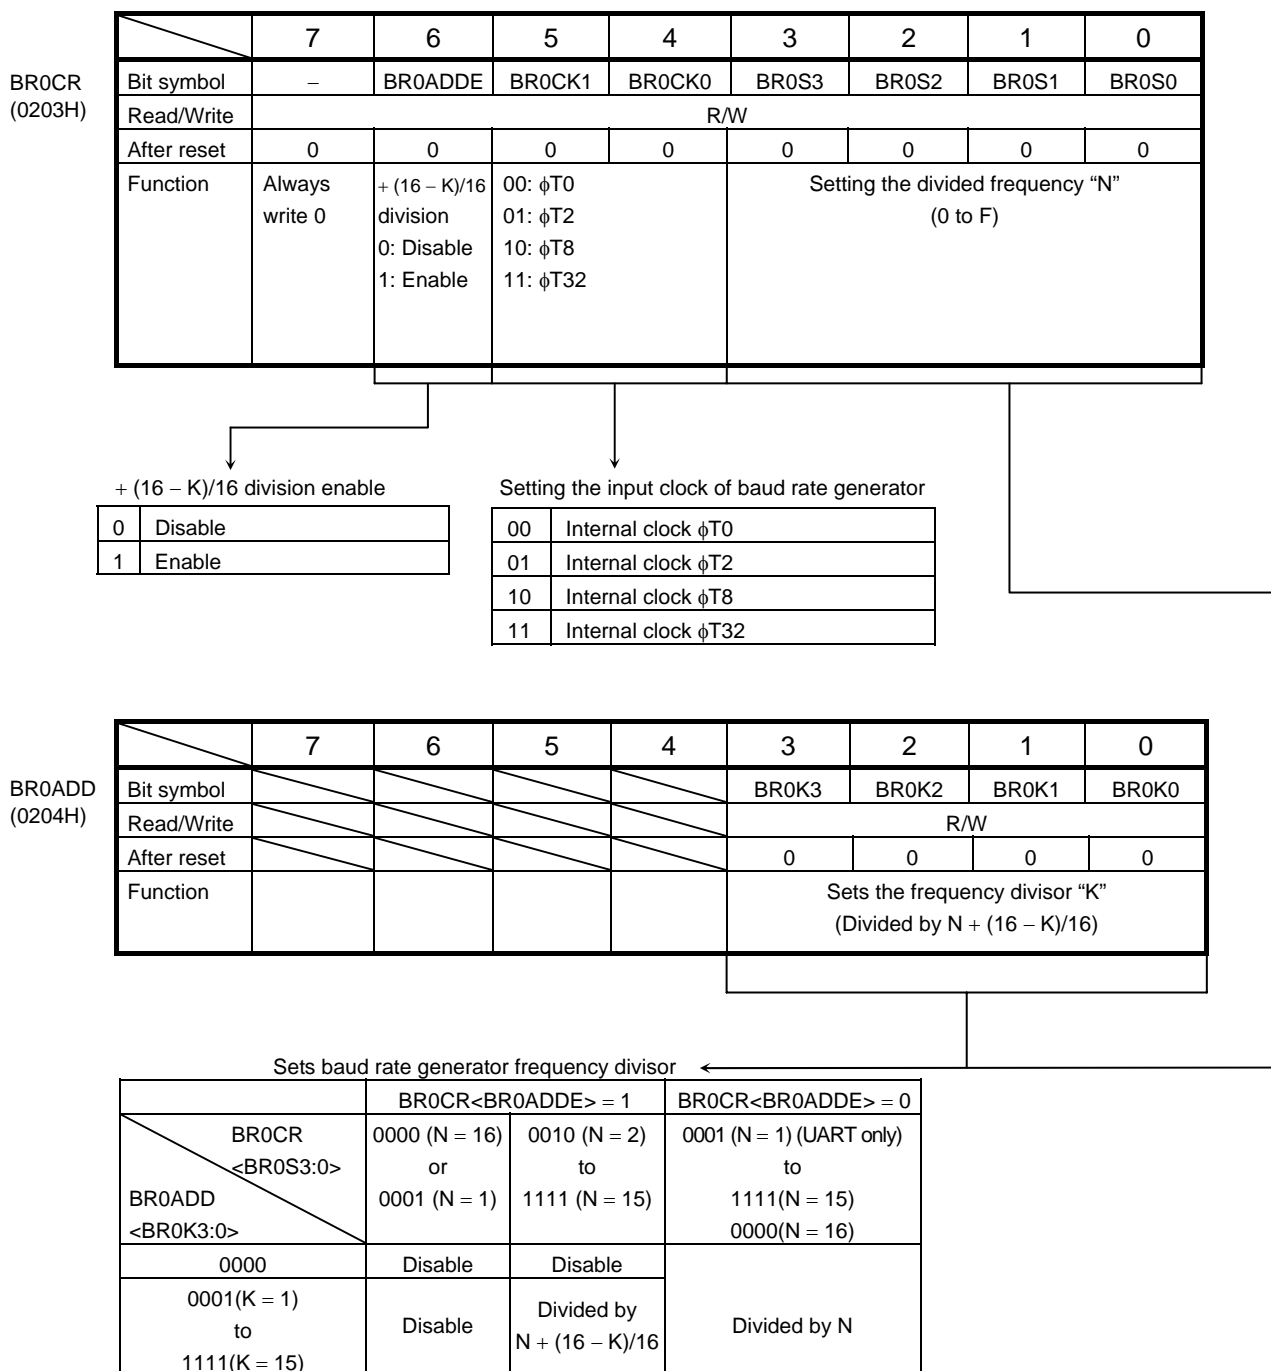 7 6 5 4 3 2 1 0
BR0CR
(0203H)
Bit symbol – BR0ADDE BR0CK1 BR0CK0 BR0S3 BR0S2 BR0S1 BR0S0
Read/Write R/W
After reset 0 0 0 0 0 0 0 0
Function Always + (16 – K)/16 00: ϕT0 Setting the divided frequency “N”
write 0 division 01: ϕT2 (0 to F)
0: Disable 10: ϕT8
1: Enable 11: ϕT32
+ (16 – K)/16 division enable
0 Disable
1 Enable
Setting the input clock of baud rate generator
00 Internal clock ϕT0
01 Internal clock ϕT2
10 Internal clock ϕT8
11 Internal clock ϕT32
7 6 5 4 3 2 1 0
BR0ADD
(0204H)
Bit symbol BR0K3 BR0K2 BR0K1 BR0K0
Read/Write R/W
After reset 0 0 0 0
Function Sets the frequency divisor “K”
(Divided by N + (16 – K)/16)
Sets baud rate generator frequency divisor
BR0CR<BR0ADDE> = 1 BR0CR<BR0ADDE> = 0
BR0CR 0000 (N = 16) 0010 (N = 2) 0001 (N = 1) (UART only)
<BR0S3:0> or to to
BR0ADD 0001 (N = 1) 1111 (N = 15) 1111(N = 15)
<BR0K3:0> 0000(N = 16)
0000 Disable Disable
0001(K = 1) Divided by
to Disable N + (16 – K)/16 Divided by N
1111(K = 15)